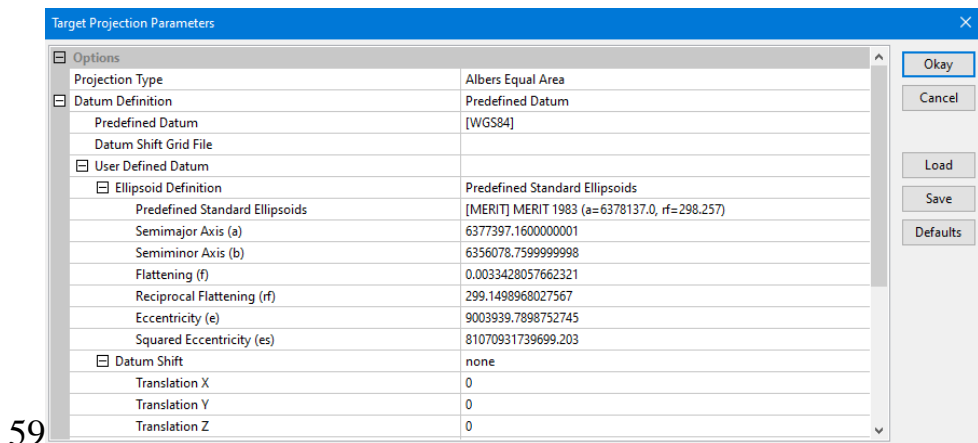 Target Projection Parameters
Options
Projection Type Albers Equal Area
Datum Definition Predefined Datum
Predefined Datum [WGS84]
Datum Shift Grid File
User Defined Datum
Ellipsoid Definition Predefined Standard Ellipsoids
Predefined Standard Ellipsoids [MERIT] MERIT 1983 (a=6378137.0, rf=298.257)
Semimajor Axis (a) 6377397.1600000001
Semiminor Axis (b) 6356078.7599999998
Flattening (f) 0.0033428057662321
Reciprocal Flattening (rf) 299.1498968027567
Eccentricity (e) 9003939.7898752745
Squared Eccentricity (es) 81070931739699.203
Datum Shift none
Translation X 0
Translation Y 0
Translation Z 0
Okay
Cancel
Load
Save
Defaults
59